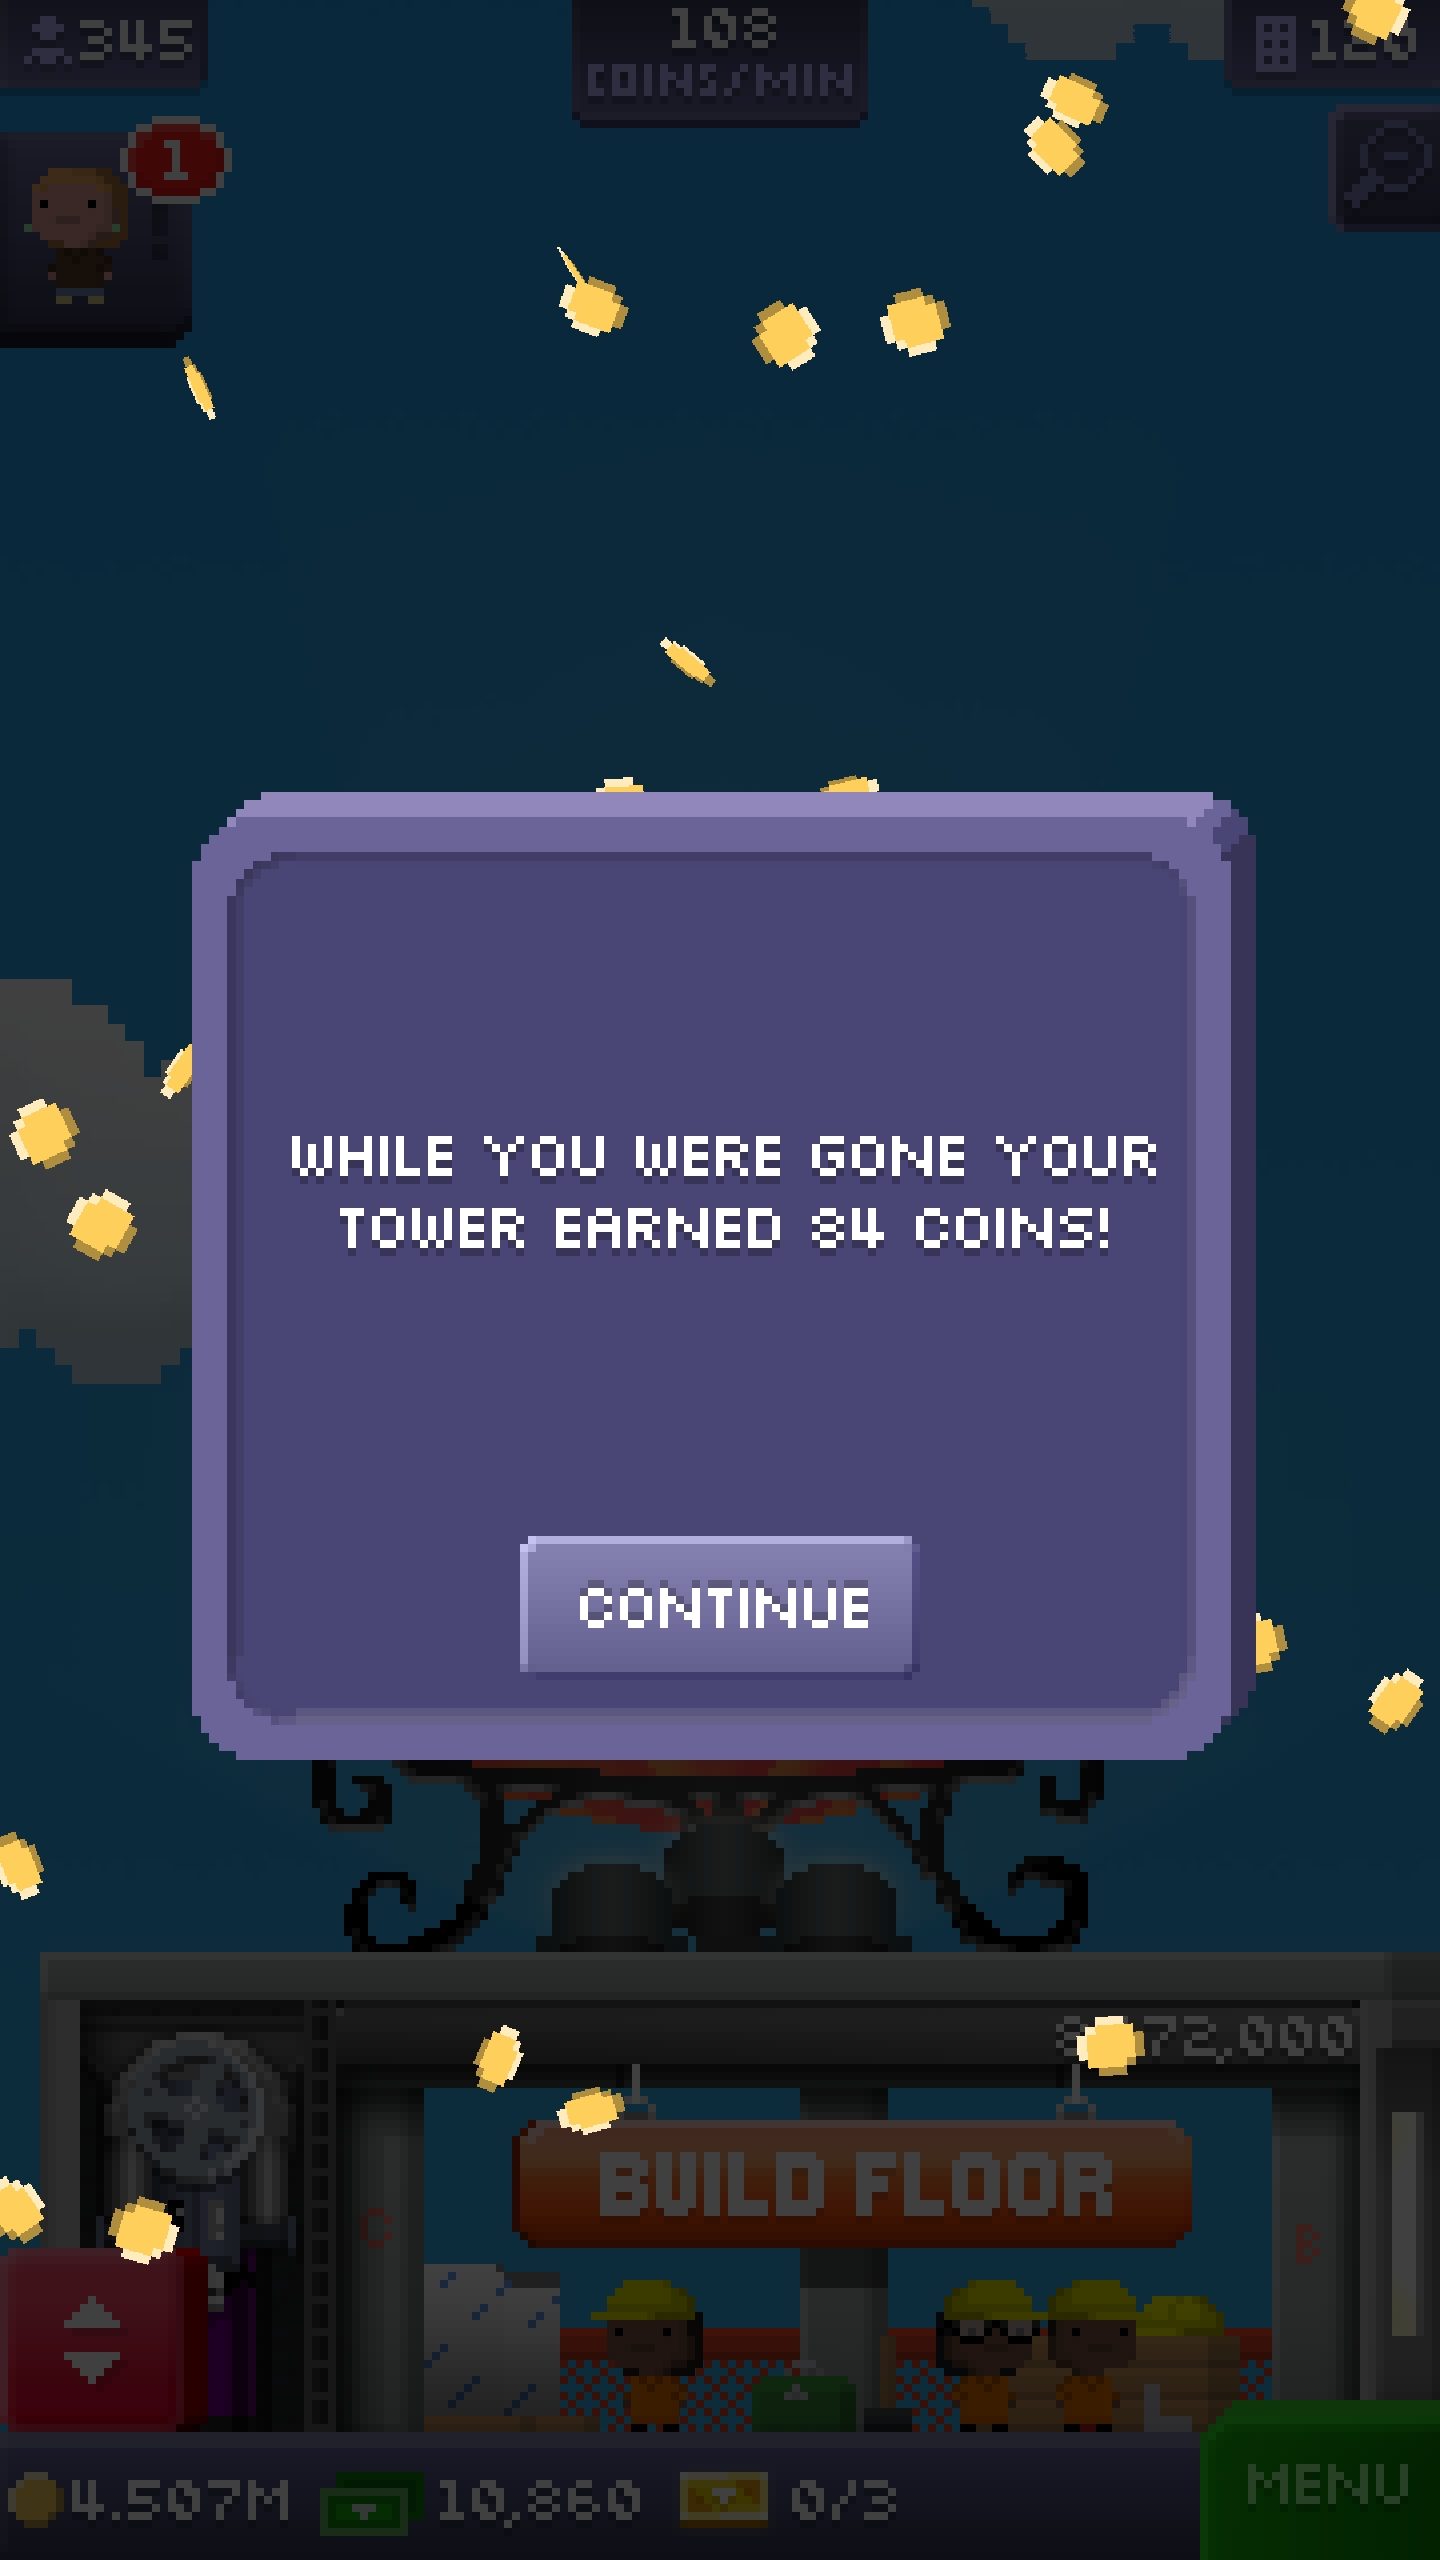 345
108
COINS/MIN
1
WHILE YOU WERE GONE YOUR
TOWER EARNED 84 COINS!
CONTINUE
BUILD FLOOR
C
B
4.507M
10,860
0/3
MENU